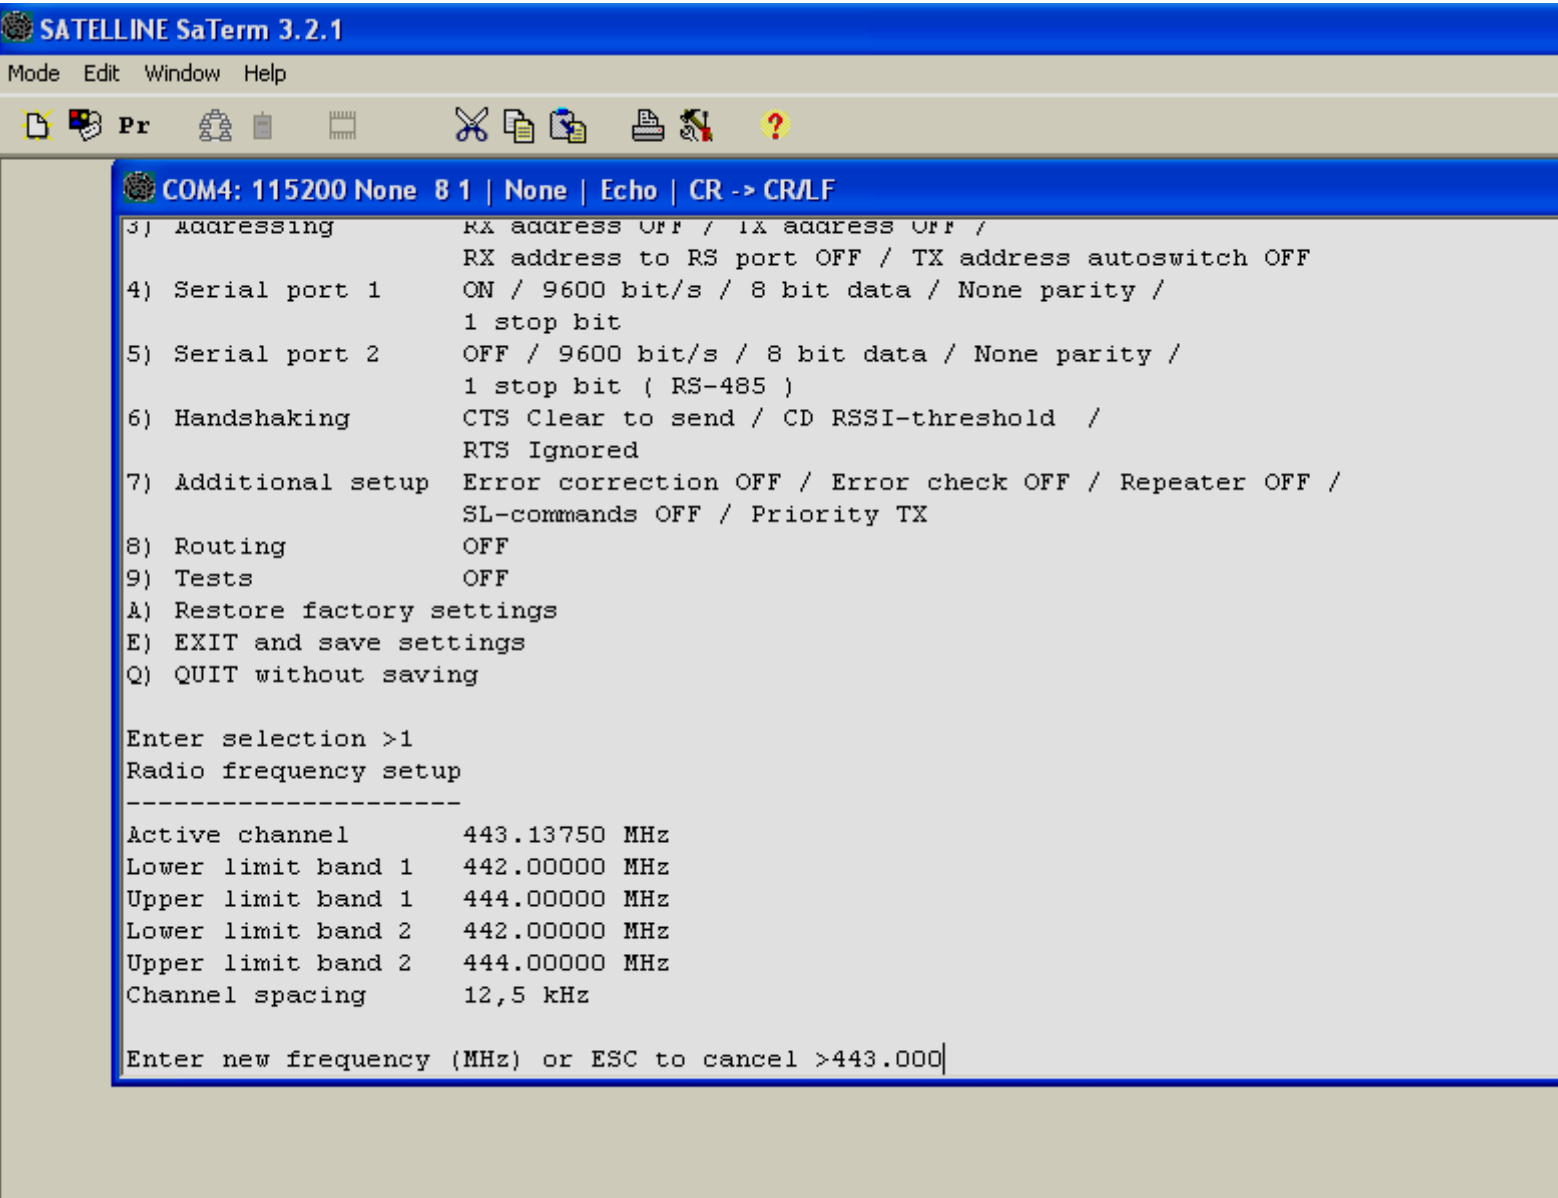 SATELLINE SaTerm 3.2.1
Mode Edit Window Help
Pr ?
COM4: 115200 None 8 1 | None | Echo | CR -> CR/LF
3) Addressing RX address OFF / TX address OFF /
RX address to RS port OFF / TX address autoswitch OFF
4) Serial port 1 ON / 9600 bit/s / 8 bit data / None parity /
1 stop bit
5) Serial port 2 OFF / 9600 bit/s / 8 bit data / None parity /
1 stop bit ( RS-485 )
6) Handshaking CTS Clear to send / CD RSSI-threshold /
RTS Ignored
7) Additional setup Error correction OFF / Error check OFF / Repeater OFF /
SL-commands OFF / Priority TX
8) Routing OFF
9) Tests OFF
A) Restore factory settings
E) EXIT and save settings
Q) QUIT without saving
Enter selection >1
Radio frequency setup
---------------------
Active channel 443.13750 MHz
Lower limit band 1 442.00000 MHz
Upper limit band 1 444.00000 MHz
Lower limit band 2 442.00000 MHz
Upper limit band 2 444.00000 MHz
Channel spacing 12,5 kHz
Enter new frequency (MHz) or ESC to cancel >443.000